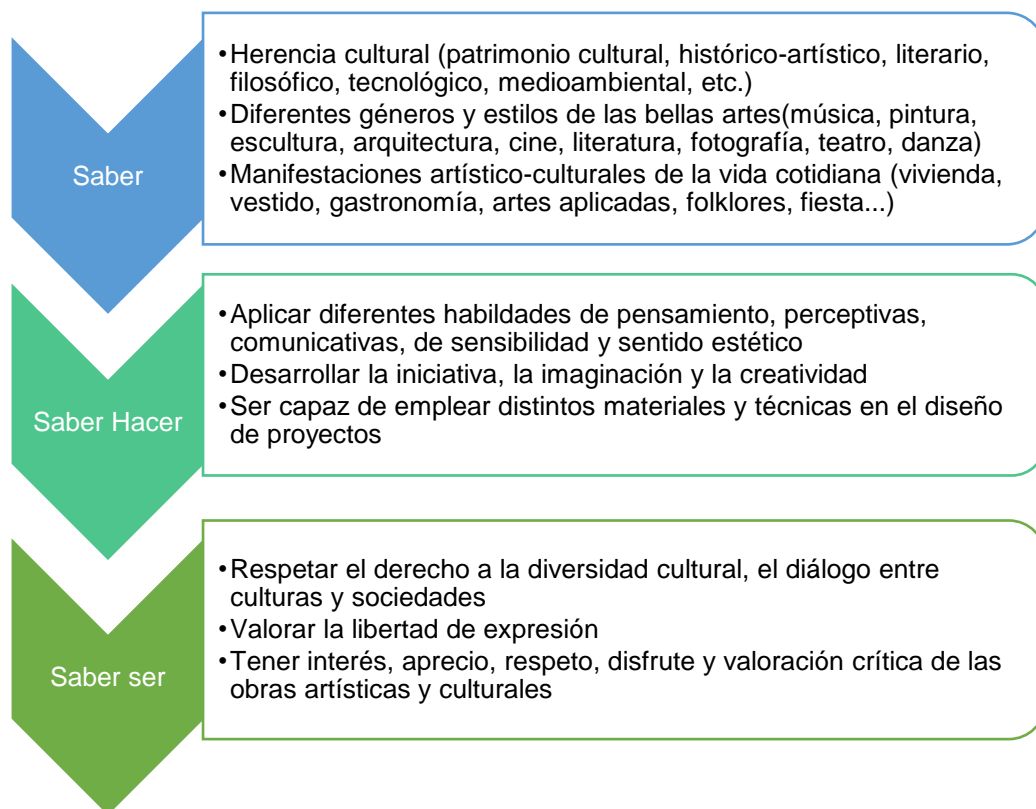 Saber
•Herencia cultural (patrimonio cultural, histórico-artístico, literario,
filosófico, tecnológico, medioambiental, etc.)
•Diferentes géneros y estilos de las bellas artes(música, pintura,
escultura, arquitectura, cine, literatura, fotografía, teatro, danza)
•Manifestaciones artístico-culturales de la vida cotidiana (vivienda,
vestido, gastronomía, artes aplicadas, folklores, fiesta...)
Saber Hacer
•Aplicar diferentes habildades de pensamiento, perceptivas,
comunicativas, de sensibilidad y sentido estético
•Desarrollar la iniciativa, la imaginación y la creatividad
•Ser capaz de emplear distintos materiales y técnicas en el diseño
de proyectos
Saber ser
•Respetar el derecho a la diversidad cultural, el diálogo entre
culturas y sociedades
•Valorar la libertad de expresión
•Tener interés, aprecio, respeto, disfrute y valoración crítica de las
obras artísticas y culturales